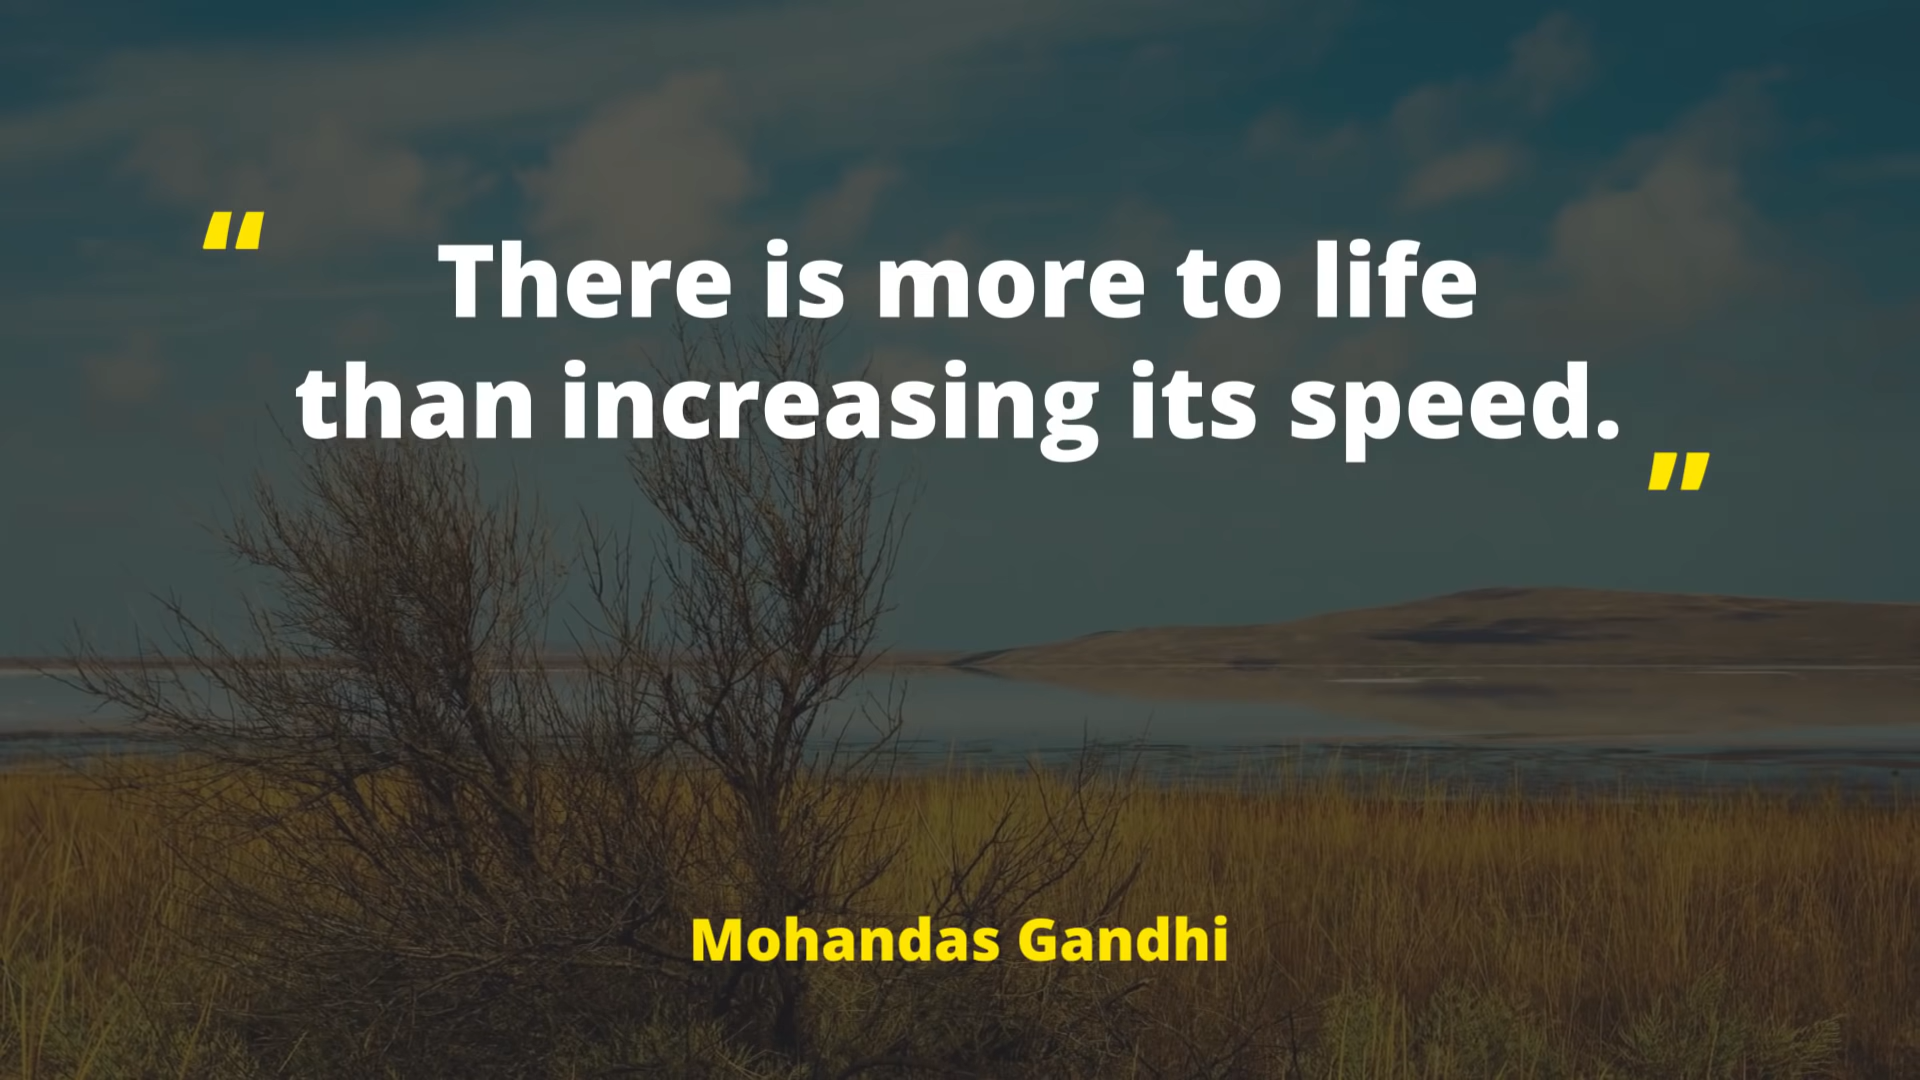 “ There is more to life
than increasing its speed. ”
Mohandas Gandhi